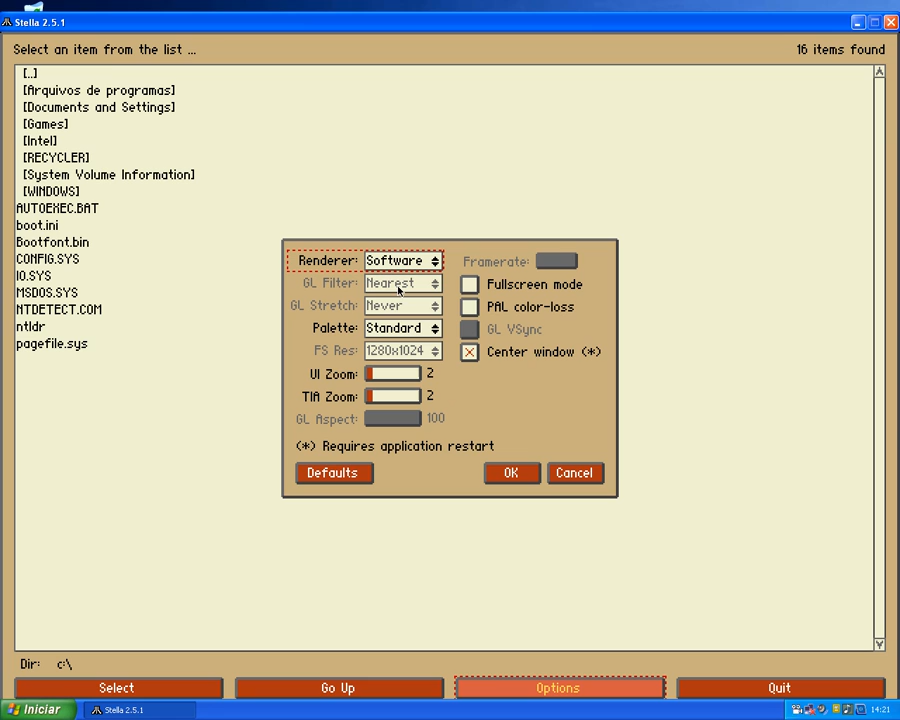 Stella 2.5.1
Select an item from the list ... 16 items found
[..]
[Arquivos de programas]
[Documents and Settings]
[Games]
[Intel]
[RECYCLER]
[System Volume Information]
[WINDOWS]
AUTOEXEC.BAT
boot.ini
Bootfont.bin
CONFIG.SYS
IO.SYS
MSDOS.SYS
NTDETECT.COM
ntldr
pagefile.sys
Renderer: Software Framerate:
GL Filter: Nearest Fullscreen mode
GL Stretch: Never PAL color-loss
Palette: Standard GL VSync
FS Res: 1280x1024 Center window (*)
UI Zoom: 2
TIA Zoom: 2
GL Aspect: 100
(*) Requires application restart
Defaults OK Cancel
Dir: c:\
Select Go Up Options Quit
Iniciar Stella 2.5.1 14:21